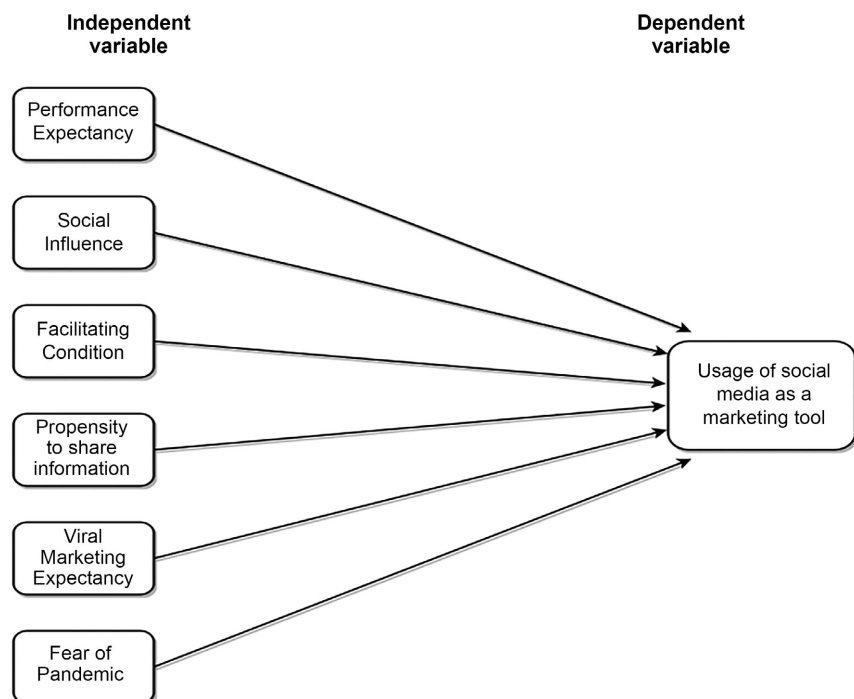 Independent
variable
Dependent
variable
Performance
Expectancy
Social
Influence
Facilitating
Condition
Propensity
to share
information
Viral
Marketing
Expectancy
Fear of
Pandemic
Usage of social
media as a
marketing tool